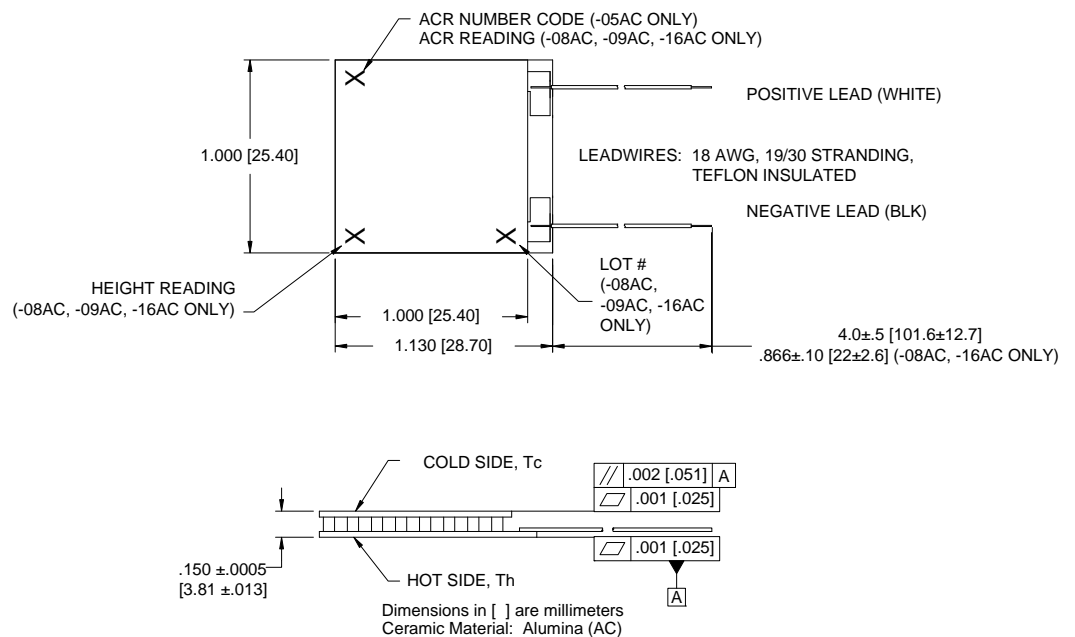 ACR NUMBER CODE (-05AC ONLY)
ACR READING (-08AC, -09AC, -16AC ONLY)
X
POSITIVE LEAD (WHITE)
1.000 [25.40]
LEADWIRES: 18 AWG, 19/30 STRANDING,
TEFLON INSULATED
NEGATIVE LEAD (BLK)
X
X
HEIGHT READING
(-08AC, -09AC, -16AC ONLY)
LOT #
(-08AC,
-09AC, -16AC
ONLY)
1.000 [25.40]
1.130 [28.70]
4.0±.5 [101.6±12.7]
.866±.10 [22±2.6] (-08AC, -16AC ONLY)
COLD SIDE, Tc
// .002 [.051] A
.001 [.025]
.001 [.025]
A
.150 ±.0005
[3.81 ±.013]
HOT SIDE, Th
Dimensions in [ ] are millimeters
Ceramic Material: Alumina (AC)